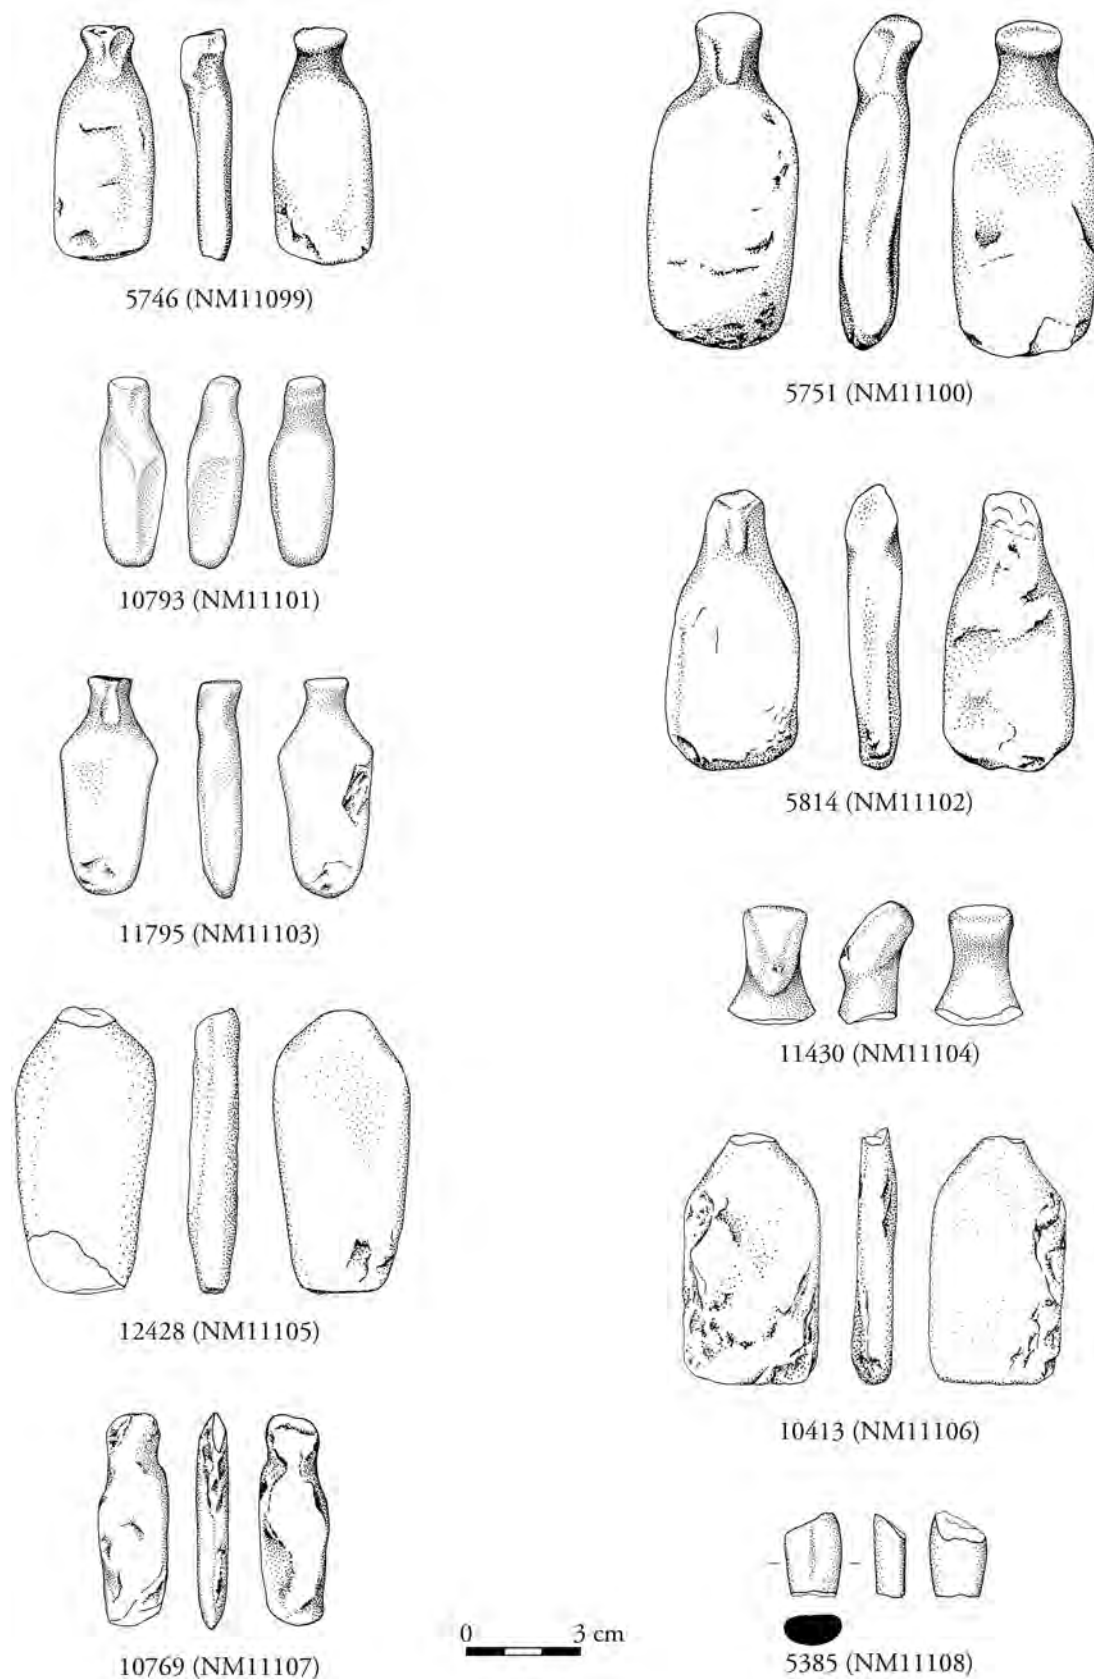 5746 (NM11099)
5751 (NM11100)
10793 (NM11101)
5814 (NM11102)
11795 (NM11103)
11430 (NM11104)
12428 (NM11105)
10413 (NM11106)
10769 (NM11107)
0 3 cm
5385 (NM11108)